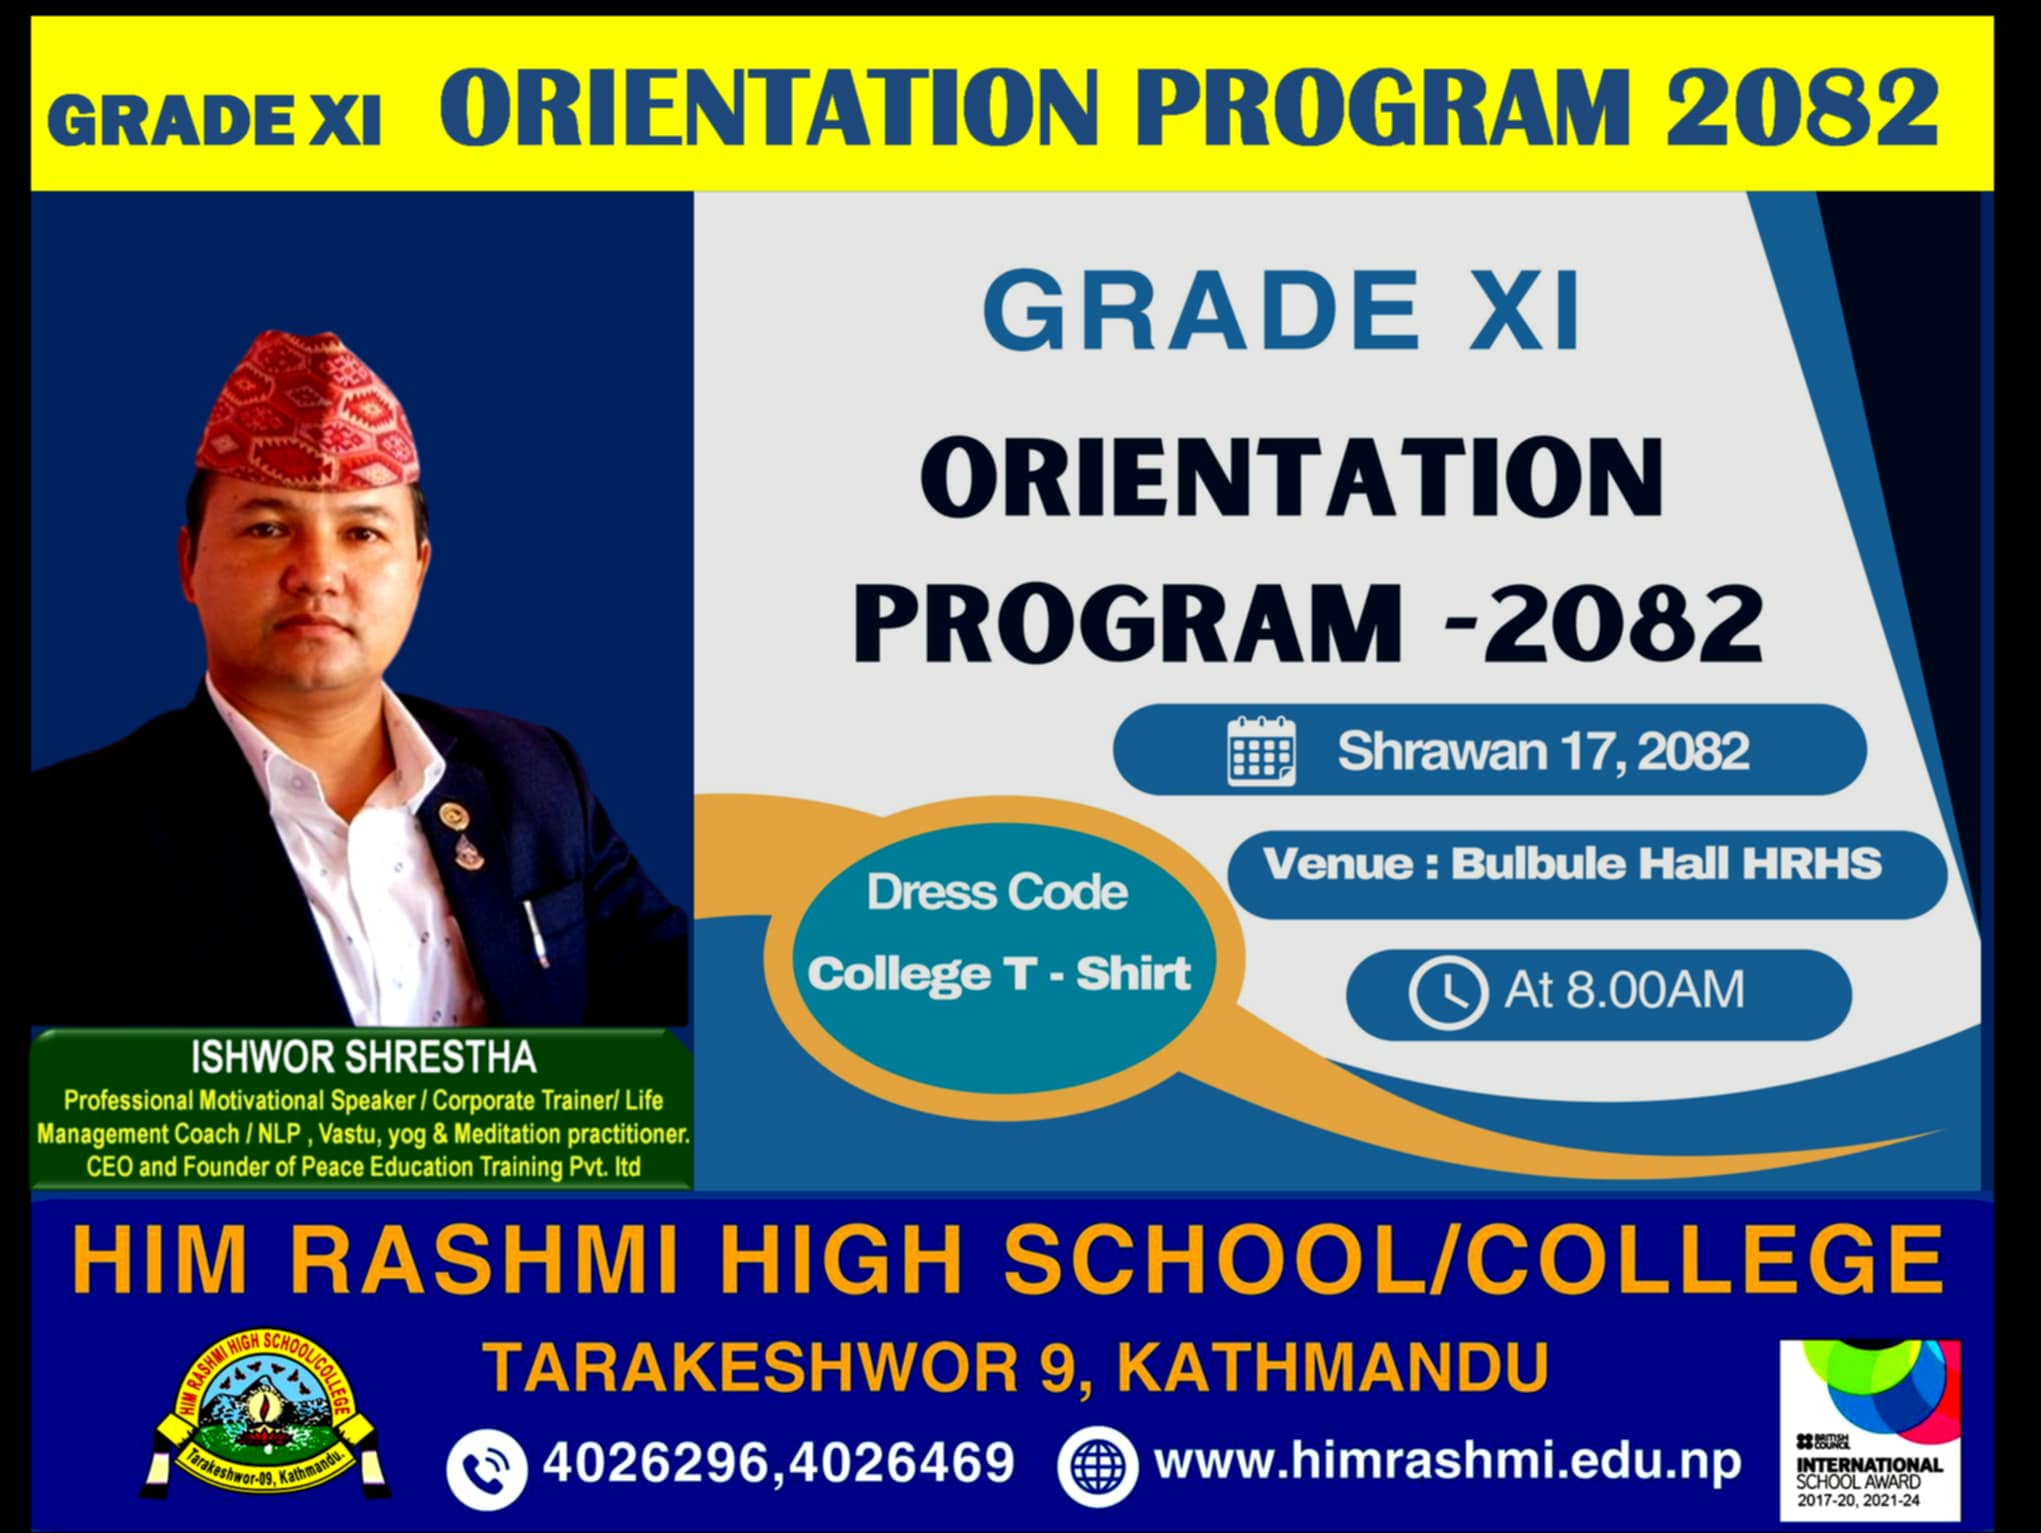 GRADE XI ORIENTATION PROGRAM 2082
GRADE XI
ORIENTATION
PROGRAM -2082
Shrawan 17, 2082
Venue : Bulbule Hall HRHS
At 8.00AM
Dress Code
College T - Shirt
ISHWOR SHRESTHA
Professional Motivational Speaker / Corporate Trainer/ Life
Management Coach / NLP , Vastu, yog & Meditation practitioner.
CEO and Founder of Peace Education Training Pvt. ltd
HIM RASHMI HIGH SCHOOL/COLLEGE
TARAKESHWOR 9, KATHMANDU
4026296,4026469
www.himrashmi.edu.np
HIM RASHMI HIGH SCHOOL/COLLEGE
Tarakeshwor-09, Kathmandu.
BRITISH
COUNCIL
INTERNATIONAL
SCHOOL AWARD
2017-20, 2021-24